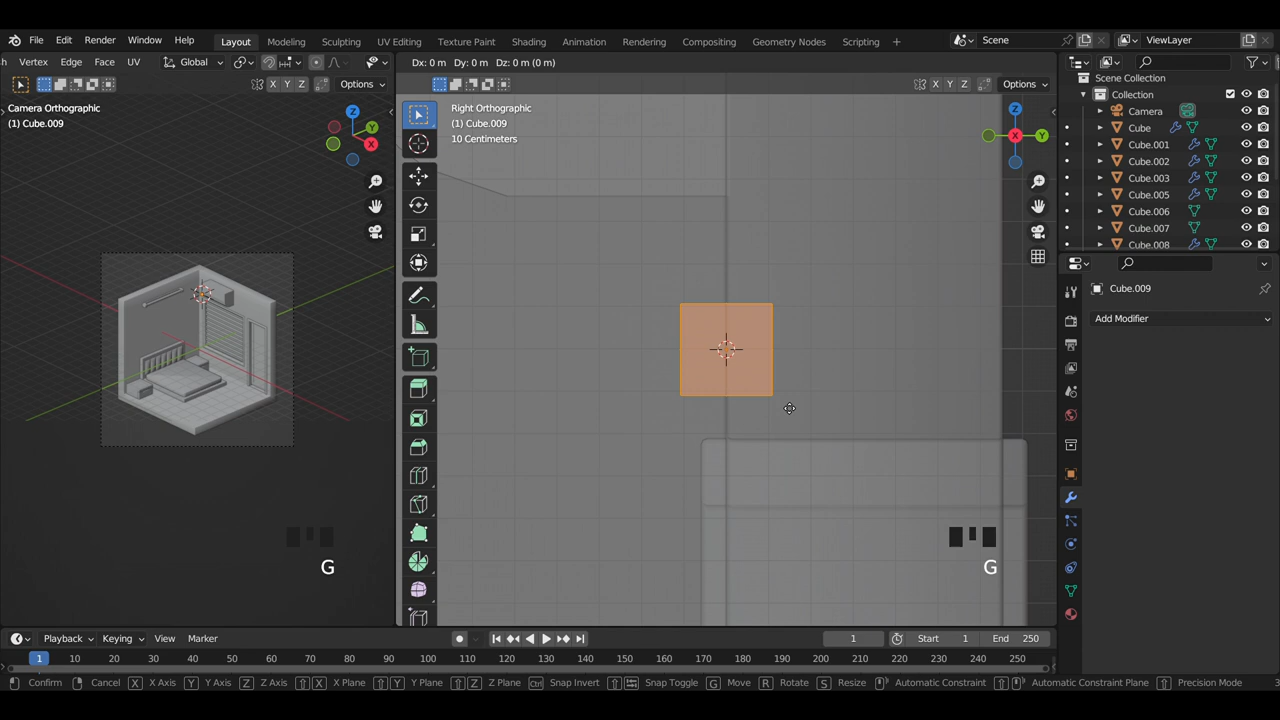 File Edit Render Window Help Layout Modeling Sculpting UV Editing Texture Paint Shading Animation Rendering Compositing Geometry Nodes Scripting + Scene ViewLayer
h Vertex Edge Face UV Global Dx: 0 m Dy: 0 m Dz: 0 m (0 m)
X Y Z Options X Y Z Options
Camera Orthographic
(1) Cube.009
Z
Y
X
Right Orthographic
(1) Cube.009
10 Centimeters
Z
X
Y
Scene Collection
Collection
Camera
Cube
Cube.001
Cube.002
Cube.003
Cube.005
Cube.006
Cube.007
Cube.008
Cube.009
Add Modifier
G
G
Playback Keying View Marker 1 Start 1 End 250
1 10 20 30 40 50 60 70 80 90 100 110 120 130 140 150 160 170 180 190 200 210 220 230 240 250
Confirm Cancel X X Axis Y Y Axis Z Z Axis X X Plane Y Y Plane Z Z Plane Ctrl Snap Invert Snap Toggle G Move R Rotate S Resize Automatic Constraint Automatic Constraint Plane Precision Mode